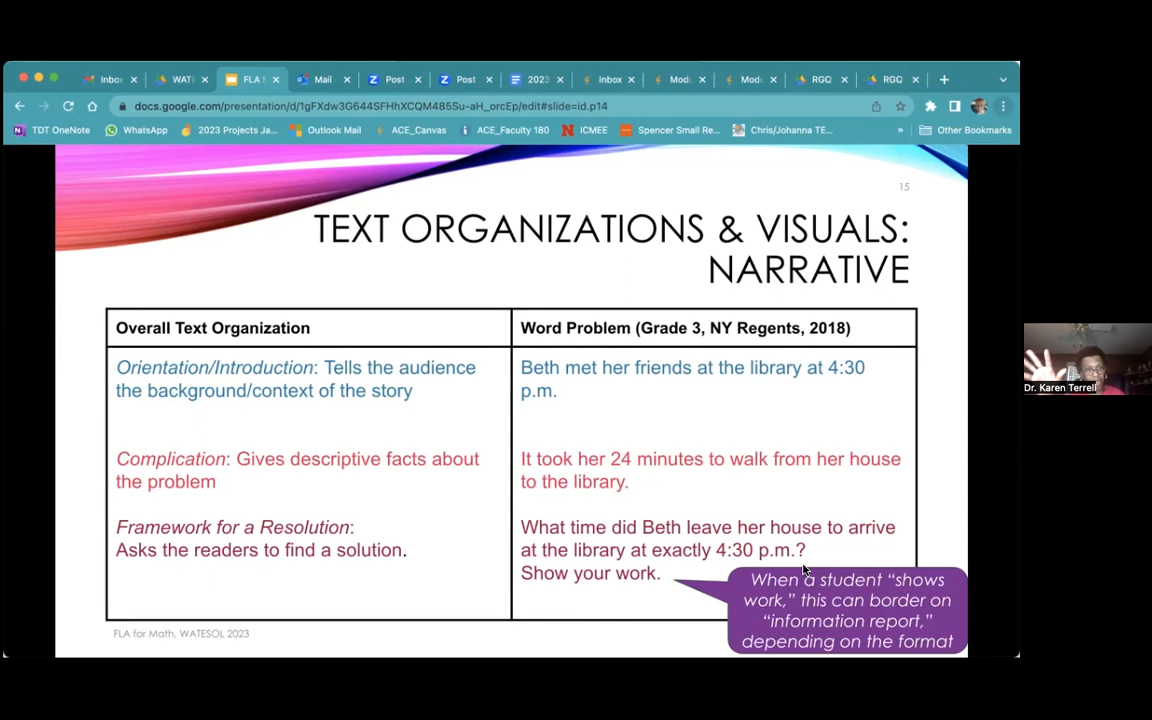 Inbo
WAT
FLA
Mail
Post
Post
2023
Inbox
Mod
Mod
RGQ
RGQ
docs.google.com/presentation/d/1gFXdw3G644SFHhXCQM485Su-aH_orcEp/edit#slide=id.p14
TDT OneNote
WhatsApp
2023 Projects Ja...
Outlook Mail
ACE_Canvas
ACE_Faculty 180
ICMEE
Spencer Small Re...
Chris/Johanna TE...
»
Other Bookmarks
15
TEXT ORGANIZATIONS & VISUALS:
NARRATIVE
Overall Text Organization
Word Problem (Grade 3, NY Regents, 2018)
Orientation/Introduction: Tells the audience
the background/context of the story
Beth met her friends at the library at 4:30
p.m.
Complication: Gives descriptive facts about
the problem
It took her 24 minutes to walk from her house
to the library.
Framework for a Resolution:
Asks the readers to find a solution.
What time did Beth leave her house to arrive
at the library at exactly 4:30 p.m.?
Show your work.
When a student “shows
work,” this can border on
“information report,”
depending on the format
FLA for Math, WATESOL 2023
Dr. Karen Terrell